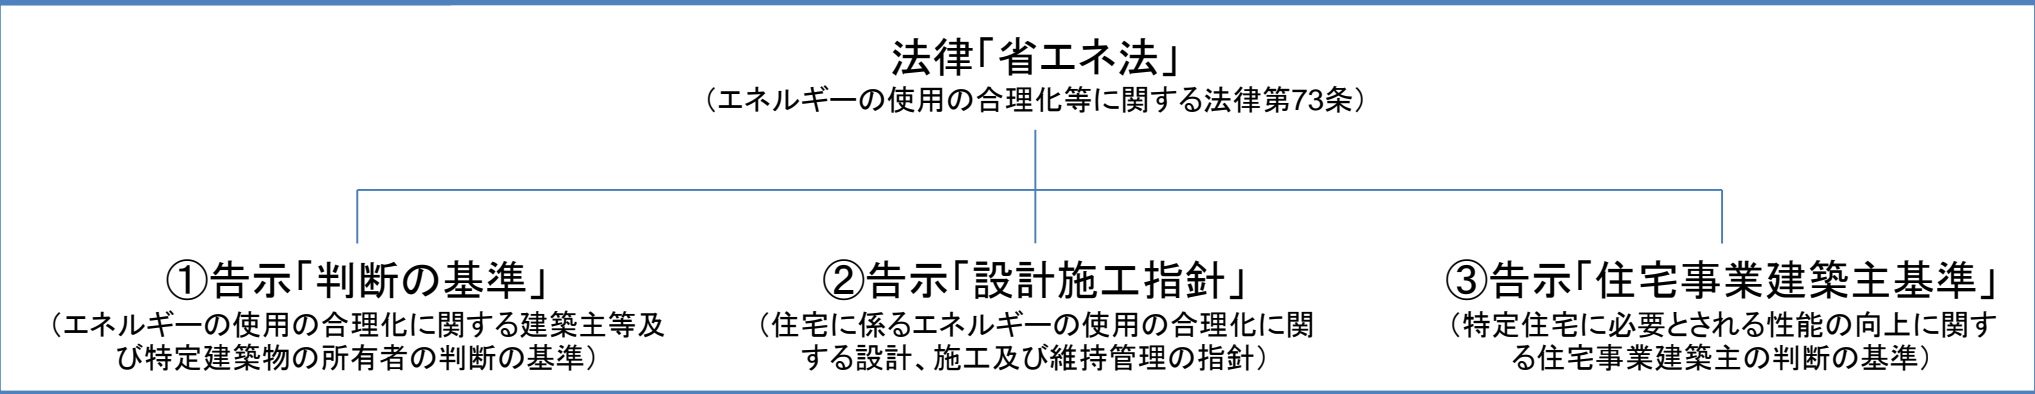 法律「省エネ法」
（エネルギーの使用の合理化等に関する法律第73条）
①告示「判断の基準」
（エネルギーの使用の合理化に関する建築主等及
び特定建築物の所有者の判断の基準）
②告示「設計施工指針」
（住宅に係るエネルギーの使用の合理化に関
する設計、施工及び維持管理の指針）
③告示「住宅事業建築主基準」
（特定住宅に必要とされる性能の向上に関す
る住宅事業建築主の判断の基準）